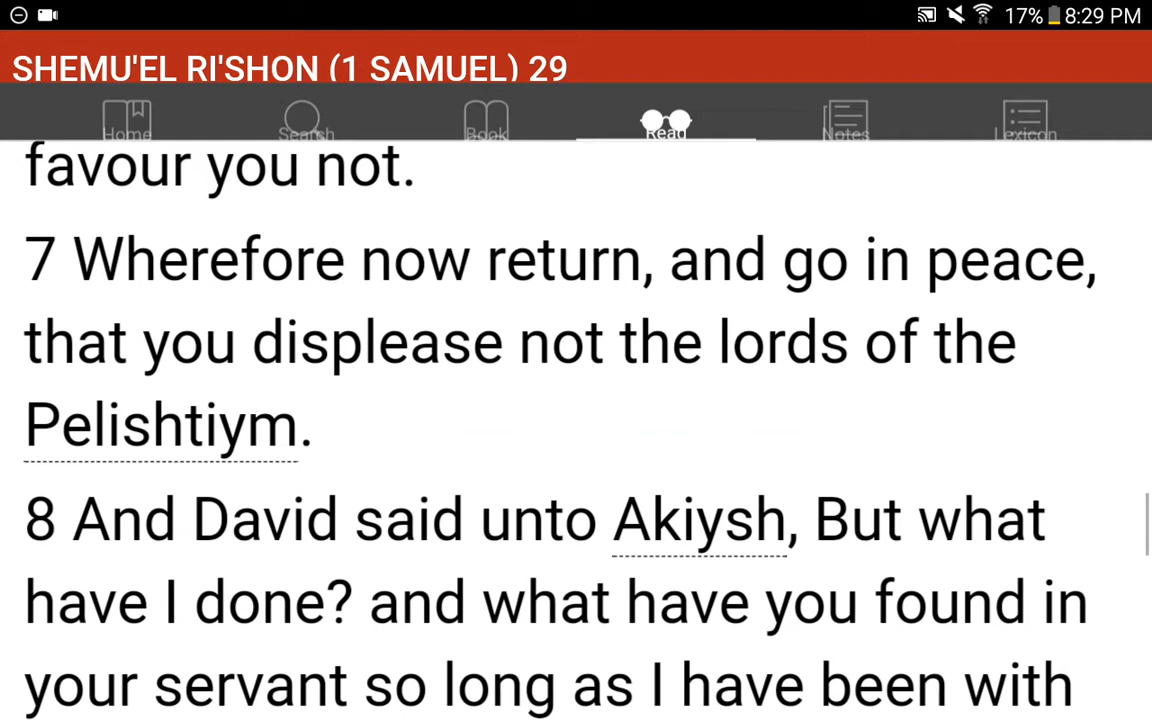 17% 8:29 PM
SHEMU'EL RI'SHON (1 SAMUEL) 29
Home Search Book Read Notes Lexicon
favour you not.
7 Wherefore now return, and go in peace,
that you displease not the lords of the
Pelishtiym.
8 And David said unto Akiysh, But what
have I done? and what have you found in
your servant so long as I have been with